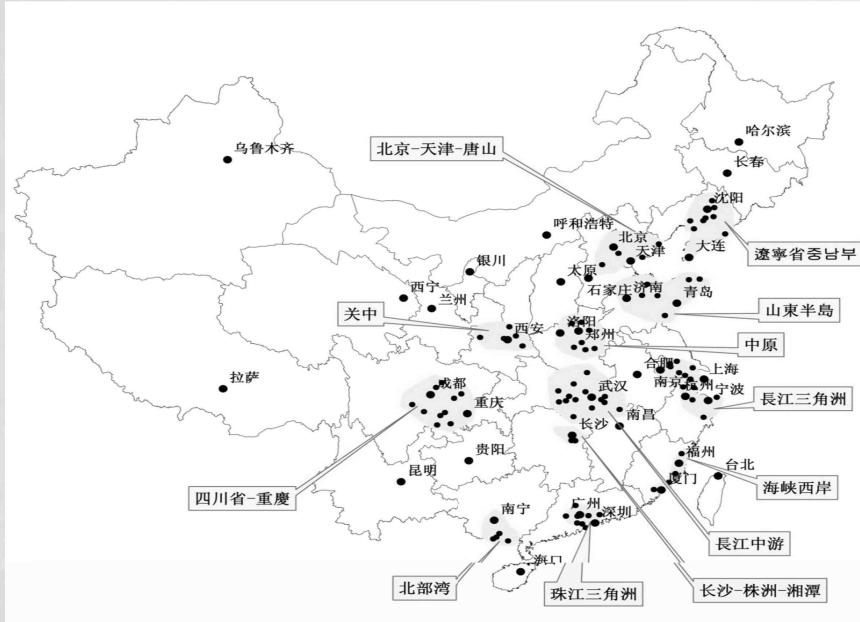 哈尔滨
北京-天津-唐山
乌鲁木齐
长春
沈阳
呼和浩特
北京
天津
大连
遼寧省중남부
银川
太原
西宁
石家庄
济南
青岛
兰州
关中
山東半島
西安
洛阳
郑州
中原
合肥
上海
拉萨
成都
武汉
南京
杭州
宁波
重庆
長江三角洲
南昌
长沙
贵阳
福州
昆明
台北
厦门
海峡西岸
四川省-重慶
南宁
广州
深圳
長江中游
海口
北部湾
珠江三角洲
长沙-株洲-湘潭